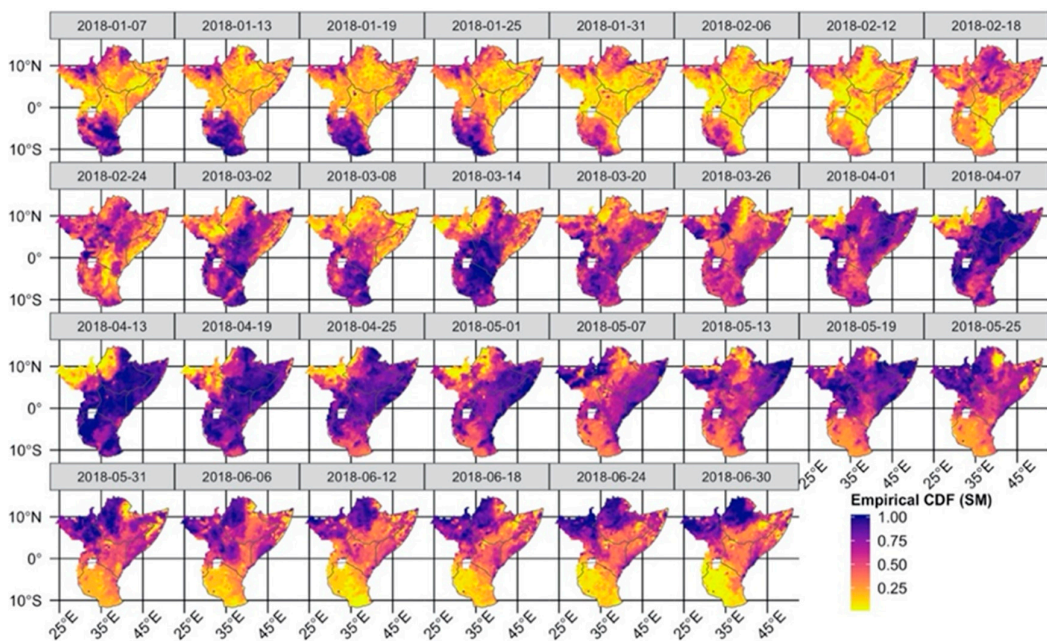 2018-01-07 2018-01-13 2018-01-19 2018-01-25 2018-01-31 2018-02-06 2018-02-12 2018-02-18
10°N
0°
10°S
2018-02-24 2018-03-02 2018-03-08 2018-03-14 2018-03-20 2018-03-26 2018-04-01 2018-04-07
10°N
0°
10°S
2018-04-13 2018-04-19 2018-04-25 2018-05-01 2018-05-07 2018-05-13 2018-05-19 2018-05-25
10°N
0°
10°S
25°E 35°E 45°E 25°E 35°E 45°E
2018-05-31 2018-06-06 2018-06-12 2018-06-18 2018-06-24 2018-06-30
10°N
0°
10°S
25°E 35°E 45°E 25°E 35°E 45°E 25°E 35°E 45°E 25°E 35°E 45°E 25°E 35°E 45°E 25°E 35°E 45°E
Empirical CDF (SM)
1.00
0.75
0.50
0.25